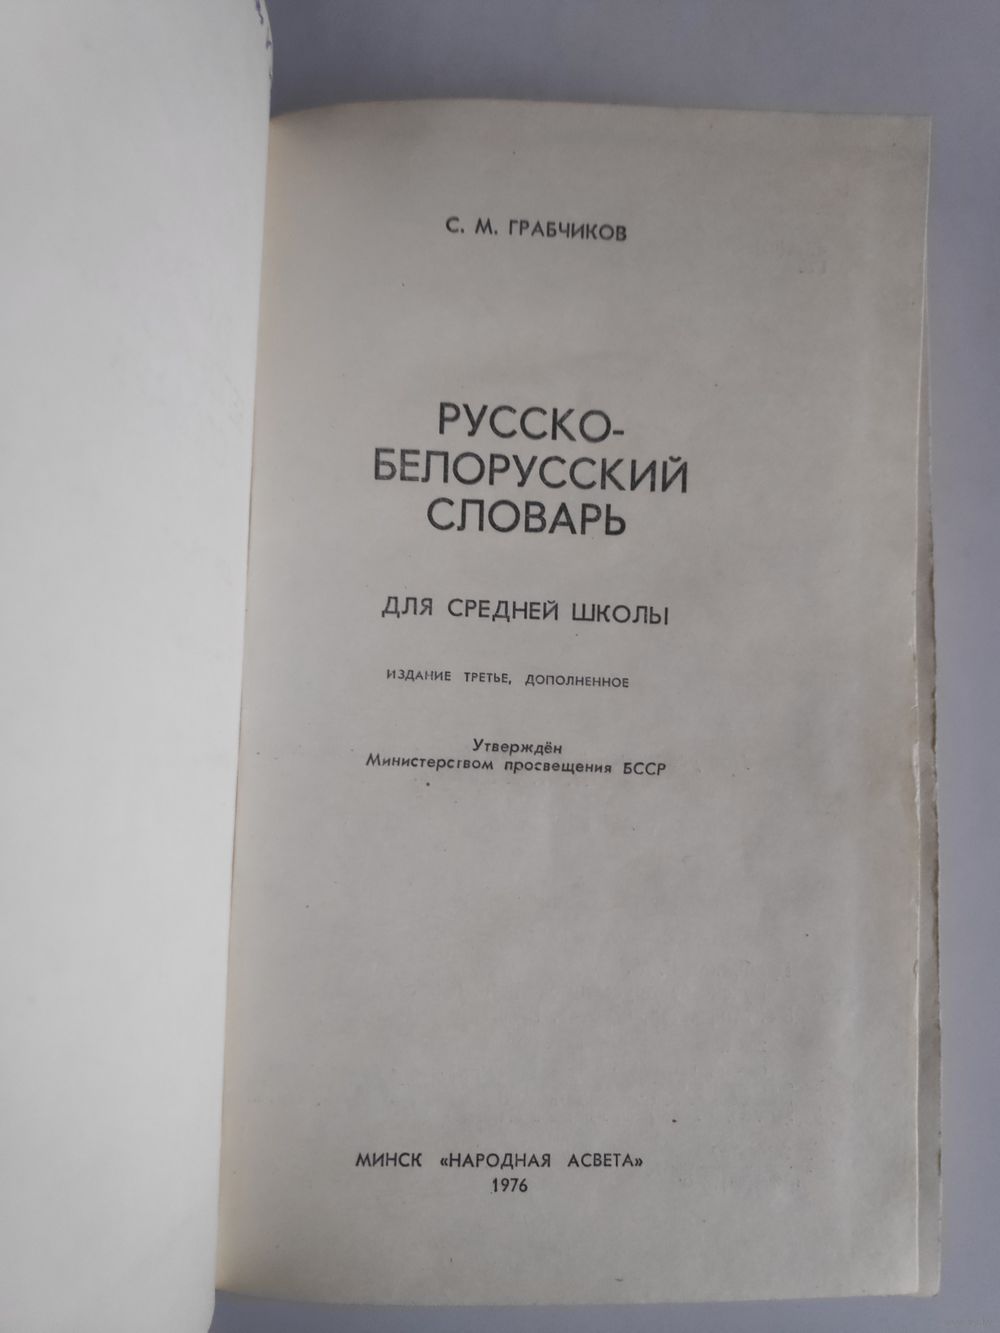 С. М. ГРАБЧИКОВ
РУССКО-
БЕЛОРУССКИЙ
СЛОВАРЬ
ДЛЯ СРЕДНЕЙ ШКОЛЫ
ИЗДАНИЕ ТРЕТЬЕ, ДОПОЛНЕННОЕ
Утверждён
Министерством просвещения БССР
МИНСК «НАРОДНАЯ АСВЕТА»
1976